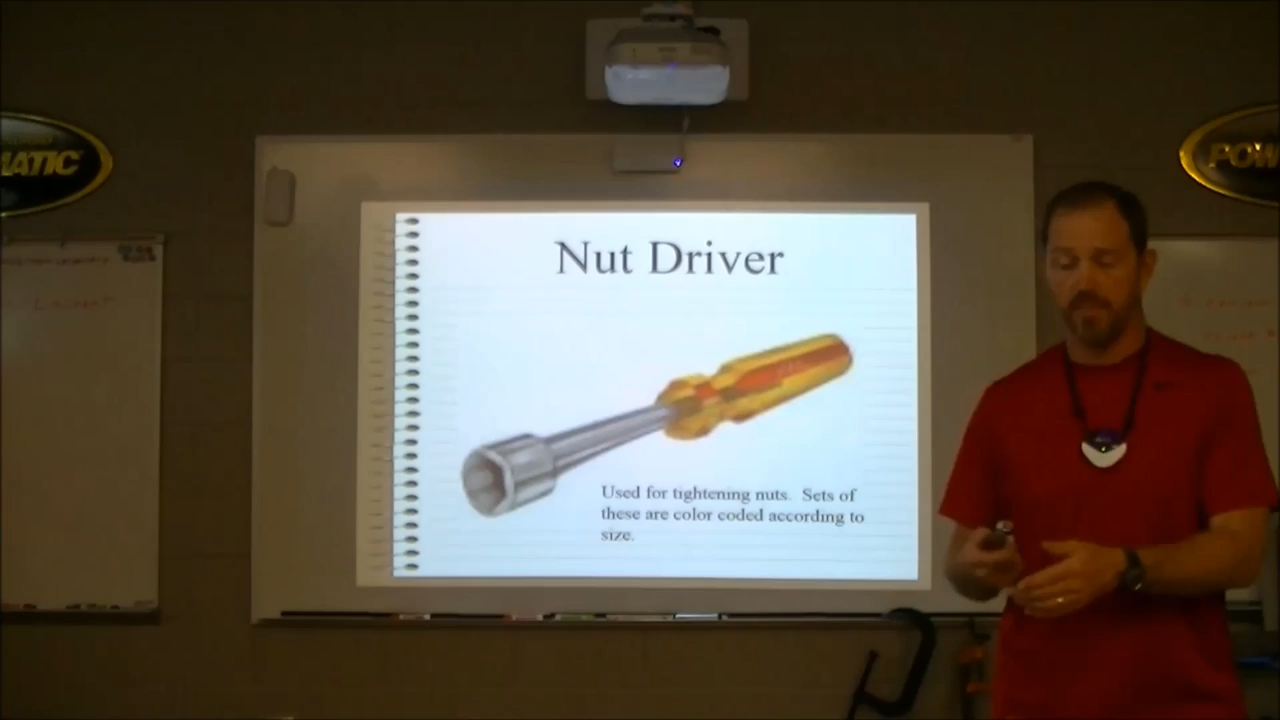 MATIC
POW
Nut Driver
Used for tightening nuts. Sets of
these are color coded according to
size.